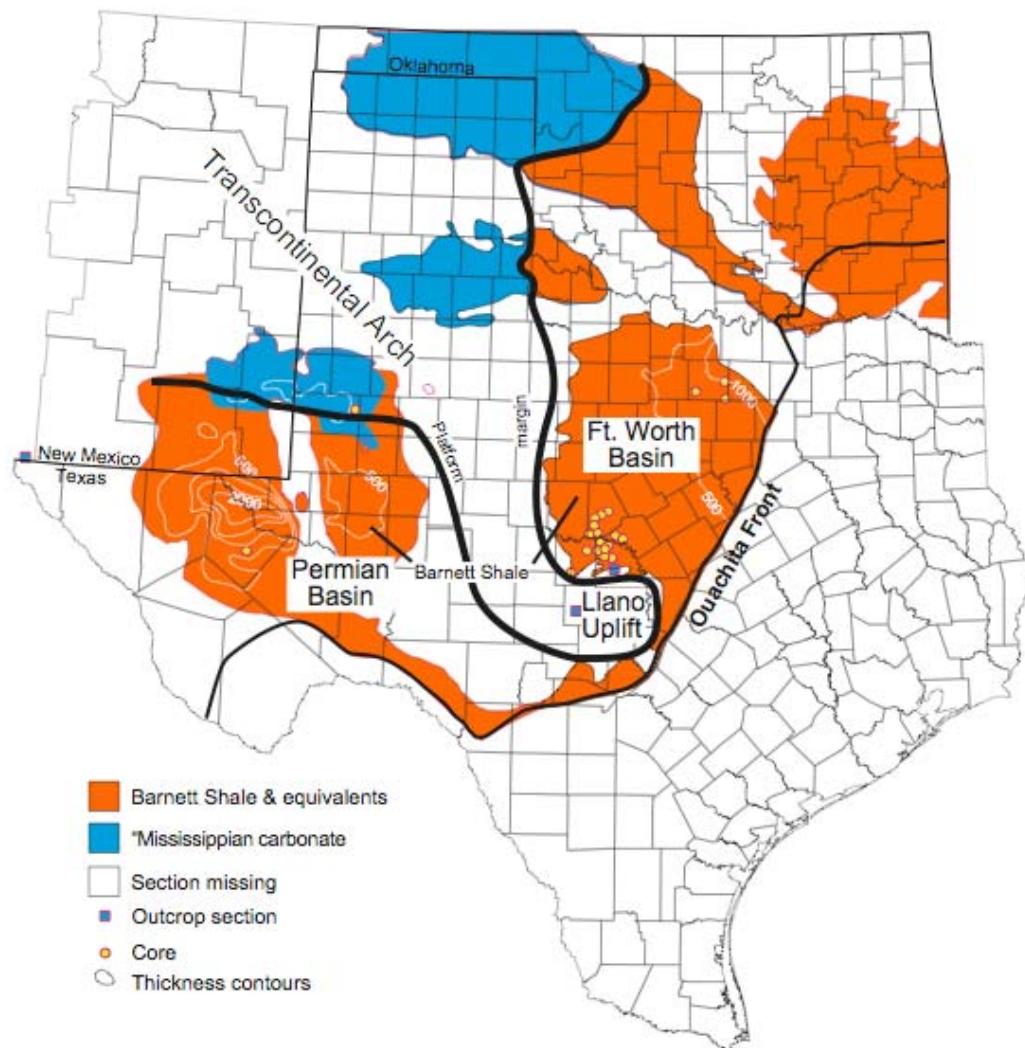 Oklahoma
Transcontinental Arch
1000
Ft. Worth
Basin
margin
Platform
New Mexico
Texas
500
500
Ouachita Front
Barnett Shale
Permian
Basin
Llano
Uplift
Barnett Shale & equivalents
"Mississippian carbonate
Section missing
Outcrop section
Core
Thickness contours